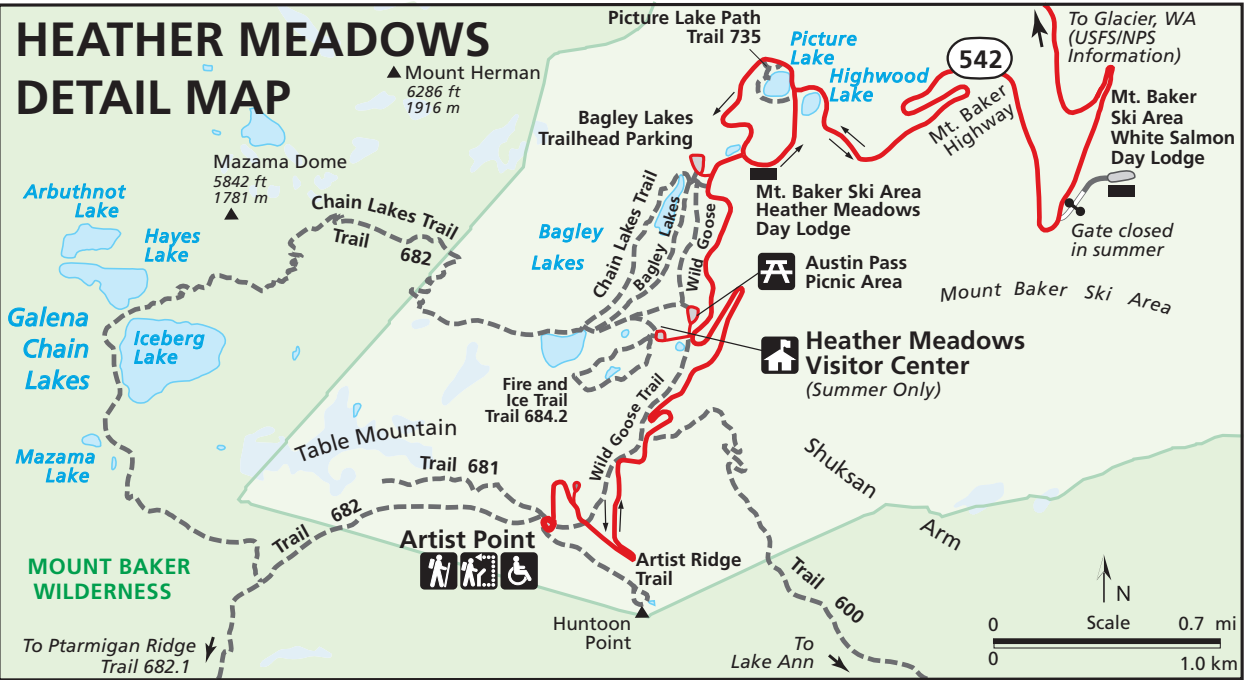 HEATHER MEADOWS
DETAIL MAP
Mount Herman
6286 ft
1916 m
Mazama Dome
5842 ft
1781 m
Picture Lake Path
Trail 735
Picture
Lake
Highwood
Lake
542
To Glacier, WA
(USFS/NPS
Information)
Mt. Baker
Highway
Mt. Baker
Ski Area
White Salmon
Day Lodge
Gate closed
in summer
Bagley Lakes
Trailhead Parking
Mt. Baker Ski Area
Heather Meadows
Day Lodge
Arbuthnot
Lake
Hayes
Lake
Chain Lakes Trail
Trail 682
Bagley
Lakes
Chain Lakes Trail
Bagley Lakes
Wild Goose
Austin Pass
Picnic Area
Mount Baker Ski Area
Galena
Chain
Lakes
Iceberg
Lake
Heather Meadows
Visitor Center
(Summer Only)
Fire and
Ice Trail
Trail 684.2
Wild Goose Trail
Table Mountain
Mazama
Lake
Trail 681
Trail 682
Shuksan
Arm
Artist Point
Artist Ridge
Trail
MOUNT BAKER
WILDERNESS
Trail 600
Huntoon
Point
To Ptarmigan Ridge
Trail 682.1
To
Lake Ann
N
0 Scale 0.7 mi
0 1.0 km